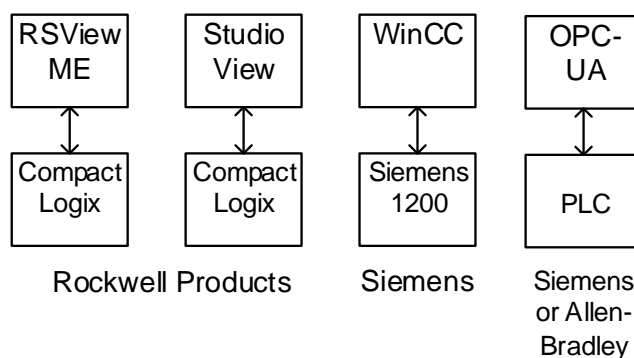 RSView
ME
Studio
View
WinCC
OPC-
UA
Compact
Logix
Compact
Logix
Siemens
1200
PLC
Rockwell Products
Siemens
Siemens
or Allen-
Bradley